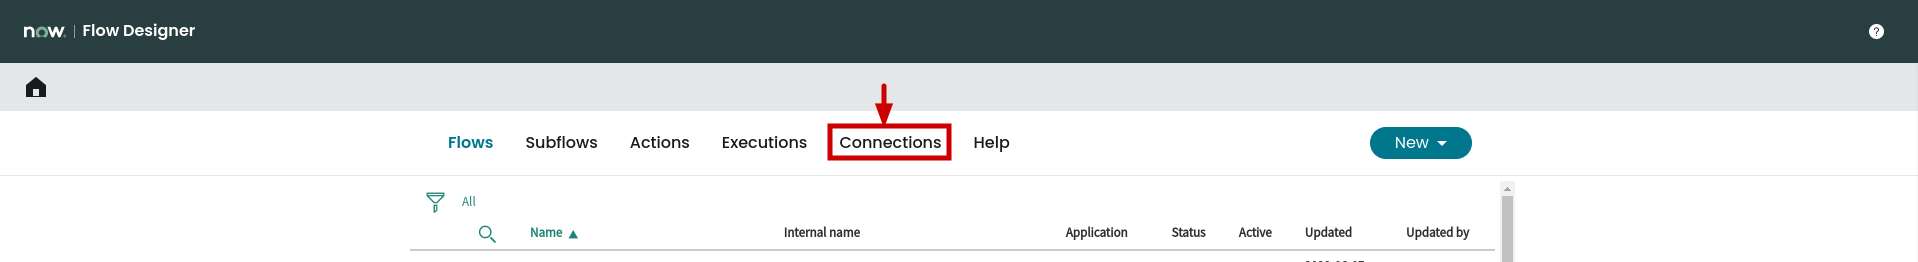 now. | Flow Designer
?
Flows Subflows Actions Executions Connections Help New
All
Name Internal name Application Status Active Updated Updated by